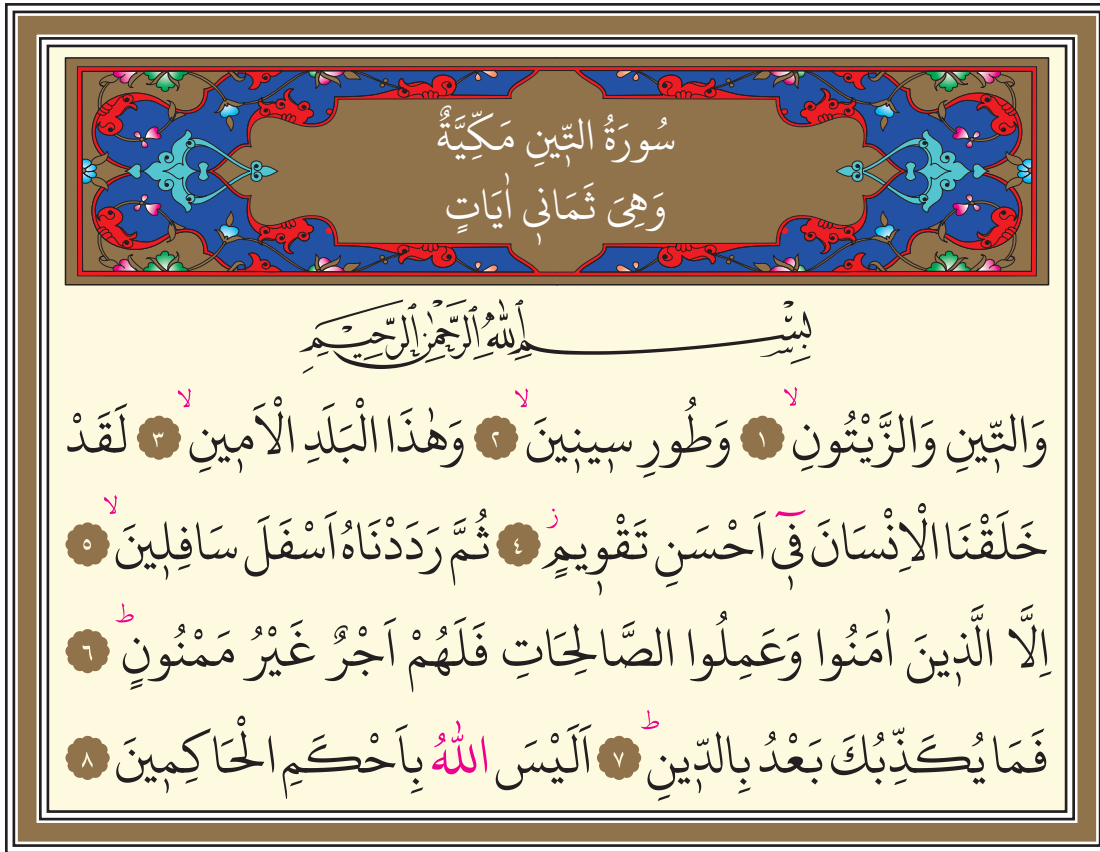 سُورَةُ التّ۪ينِ مَكِّيَّةٌ
وَهِىَ ثَمَان۪ى اٰيَاتٍ
بِسْمِ اللّٰهِ الرَّحْمٰنِ الرَّحِيمِ
وَالتّ۪ينِ وَالزَّيْتُونِۙ ﴿١﴾ وَطُورِ س۪ين۪ينَۙ ﴿٢﴾ وَهٰذَا الْبَلَدِ الْاَم۪ينِۙ ﴿٣﴾ لَقَدْ
خَلَقْنَا الْاِنْسَانَ ف۪ٓى اَحْسَنِ تَقْو۪يمٍۘ ﴿٤﴾ ثُمَّ رَدَدْنَاهُ اَسْفَلَ سَافِل۪ينَۙ ﴿٥﴾
اِلَّا الَّذ۪ينَ اٰمَنُوا وَعَمِلُوا الصَّالِحَاتِ فَلَهُمْ اَجْرٌ غَيْرُ مَمْنُونٍۜ ﴿٦﴾
فَمَا يُكَذِّبُكَ بَعْدُ بِالدّ۪ينِۜ ﴿٧﴾ اَلَيْسَ اللّٰهُ بِاَحْكَمِ الْحَاكِم۪ينَ ﴿٨﴾